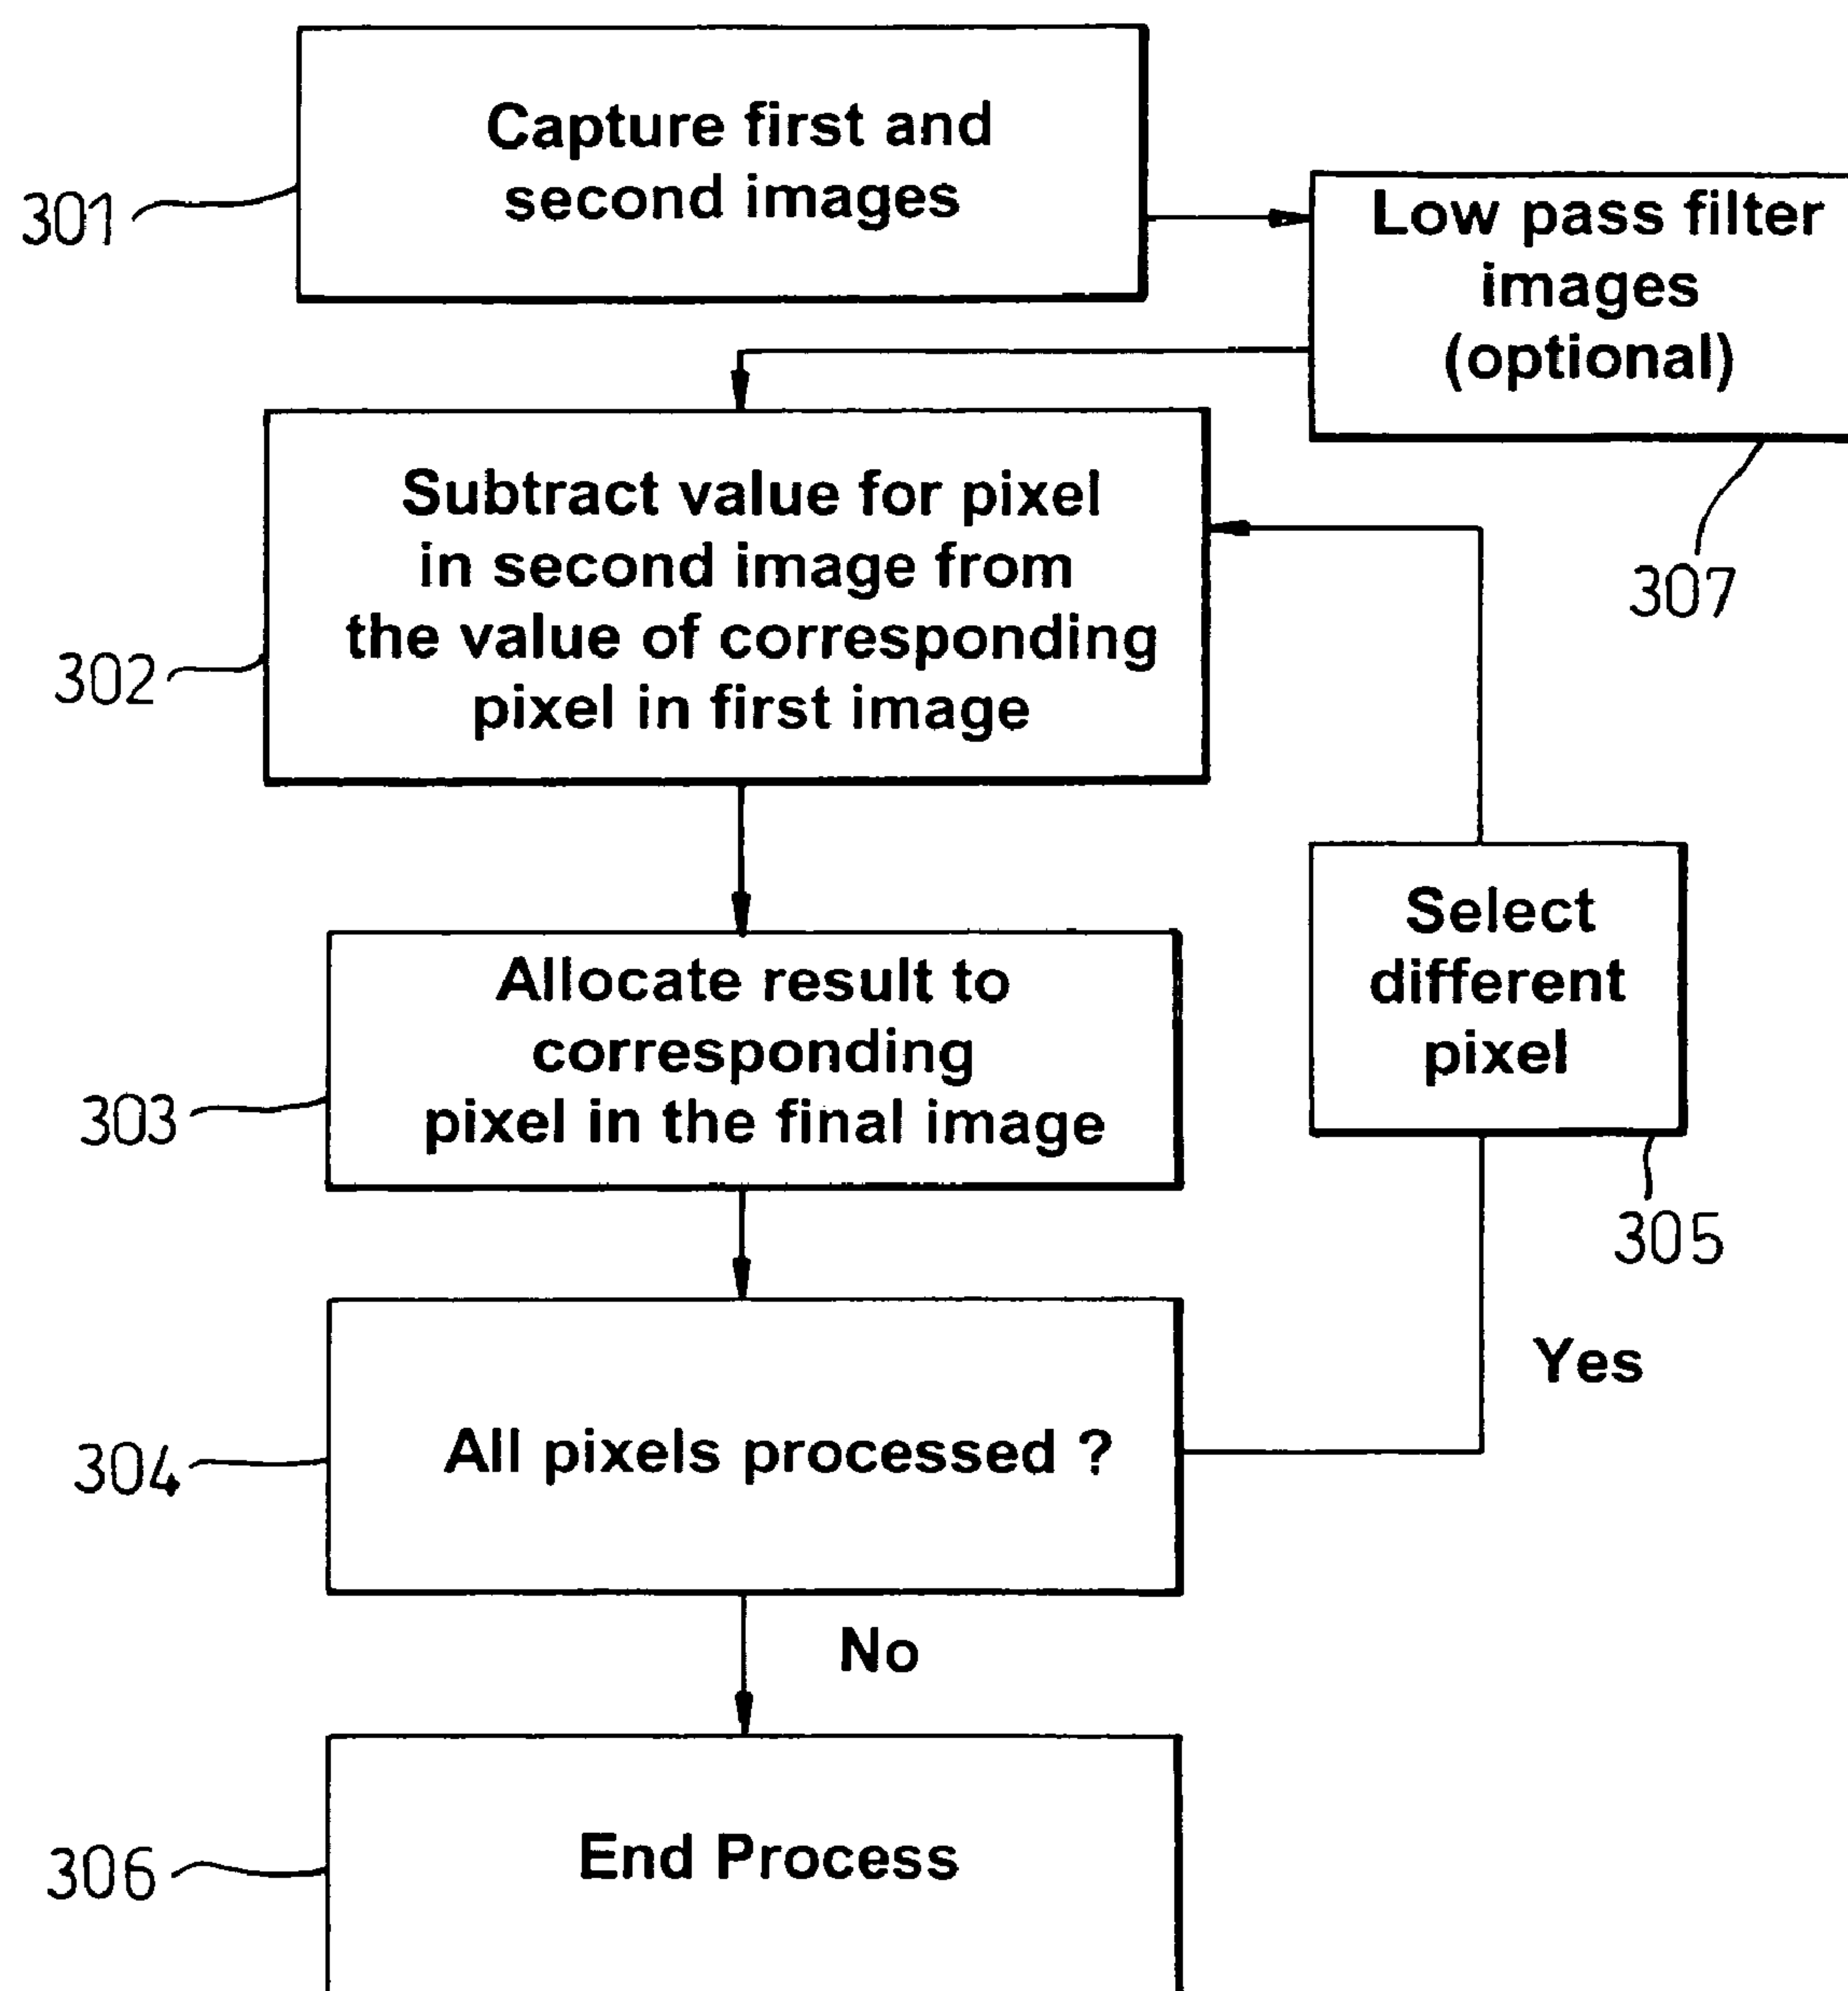 Capture first and
second images
301
Low pass filter
images
(optional)
307
Subtract value for pixel
in second image from
the value of corresponding
pixel in first image
302
Allocate result to
corresponding
pixel in the final image
303
Select
different
pixel
305
All pixels processed ?
304
Yes
No
End Process
306